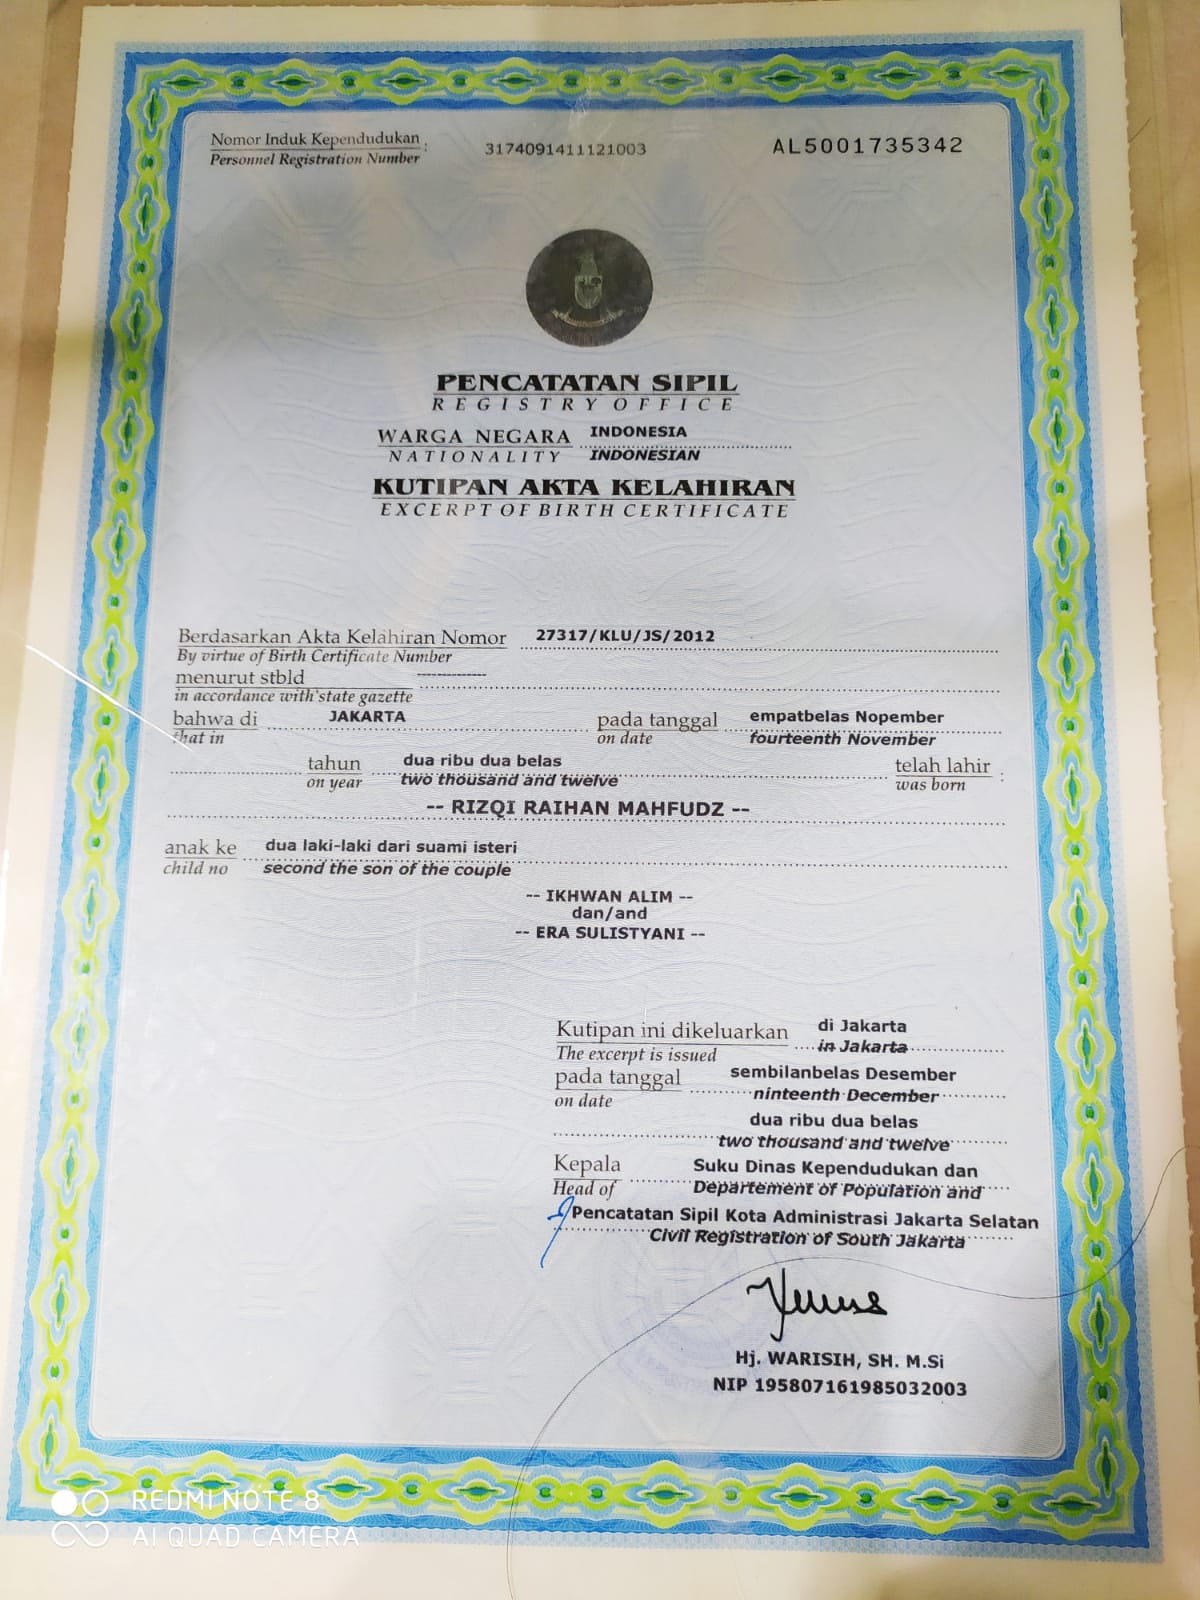 Nomor Induk Kependudukan : 3174091411121003 AL5001735342
Personnel Registration Number
PENCATATAN SIPIL
REGISTRY OFFICE
WARGA NEGARA INDONESIA
NATIONALITY INDONESIAN
KUTIPAN AKTA KELAHIRAN
EXCERPT OF BIRTH CERTIFICATE
Berdasarkan Akta Kelahiran Nomor 27317/KLU/JS/2012
By virtue of Birth Certificate Number
menurut stbld --------------
in accordance with state gazette
bahwa di JAKARTA pada tanggal empatbelas Nopember
that in on date fourteenth November
tahun dua ribu dua belas telah lahir :
on year two thousand and twelve was born
-- RIZQI RAIHAN MAHFUDZ --
anak ke dua laki-laki dari suami isteri
child no second the son of the couple
-- IKHWAN ALIM --
dan/and
-- ERA SULISTYANI --
Kutipan ini dikeluarkan di Jakarta
The excerpt is issued in Jakarta
pada tanggal sembilanbelas Desember
on date ninteenth December
dua ribu dua belas
two thousand and twelve
Kepala Suku Dinas Kependudukan dan
Head of Departement of Population and
Pencatatan Sipil Kota Administrasi Jakarta Selatan
Civil Registration of South Jakarta
Hj. WARISIH, SH. M.Si
NIP 195807161985032003
REDMI NOTE 8
AI QUAD CAMERA